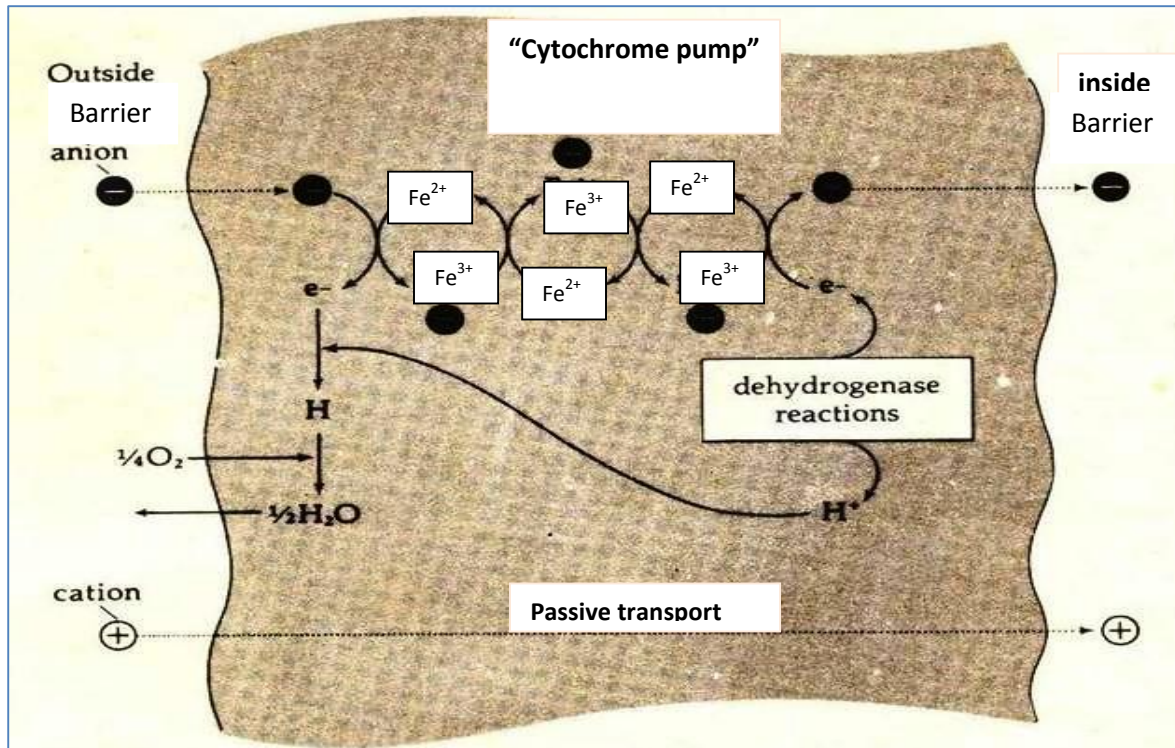 “Cytochrome pump”
Outside
Barrier
anion
inside
Barrier
Fe2+
Fe3+
Fe2+
Fe3+
Fe2+
Fe3+
e−
e−
dehydrogenase
reactions
H
¼O2
½H2O
H+
cation
Passive transport